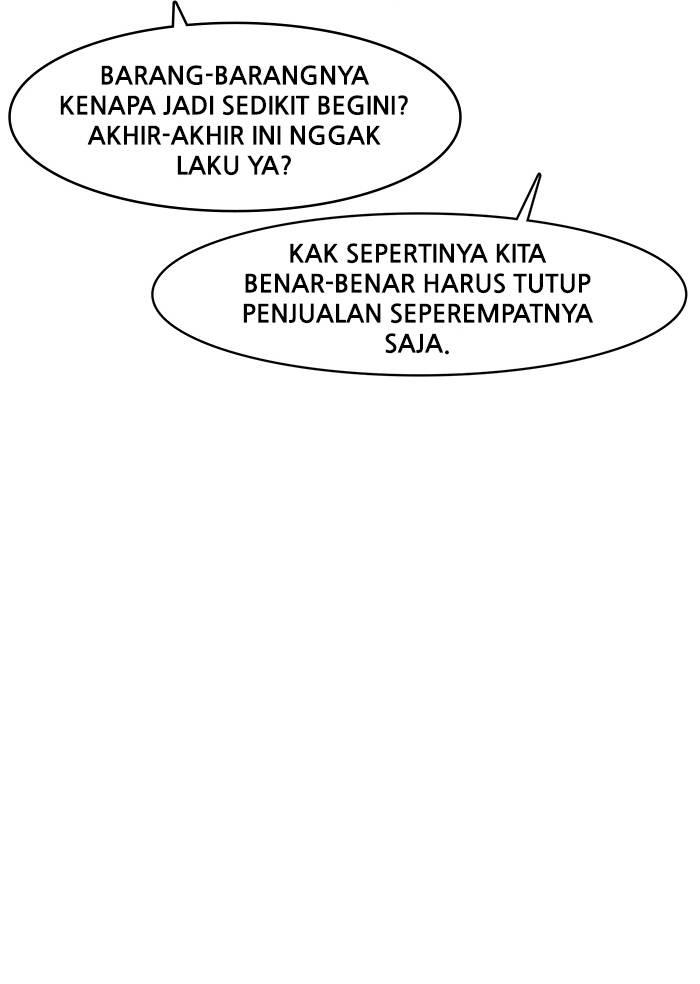 BARANG-BARANGNYA
KENAPA JADI SEDIKIT BEGINI?
AKHIR-AKHIR INI NGGAK
LAKU YA?
KAK SEPERTINYA KITA
BENAR-BENAR HARUS TUTUP
PENJUALAN SEPEREMPATNYA
SAJA.